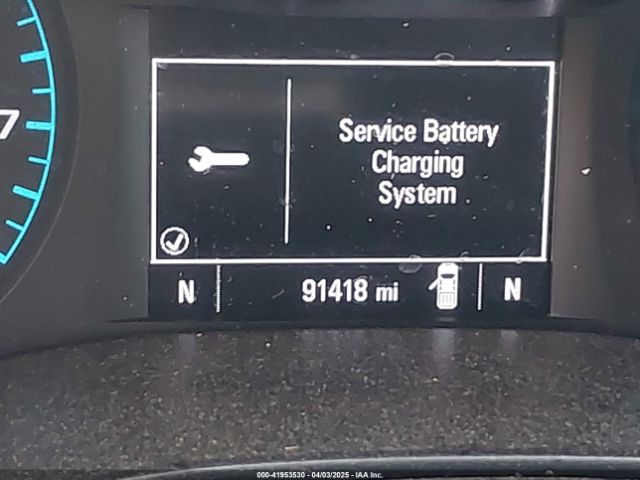 7
Service Battery
Charging
System
N
91418 mi
N
000-41953530 - 04/03/2025 - IAA Inc.